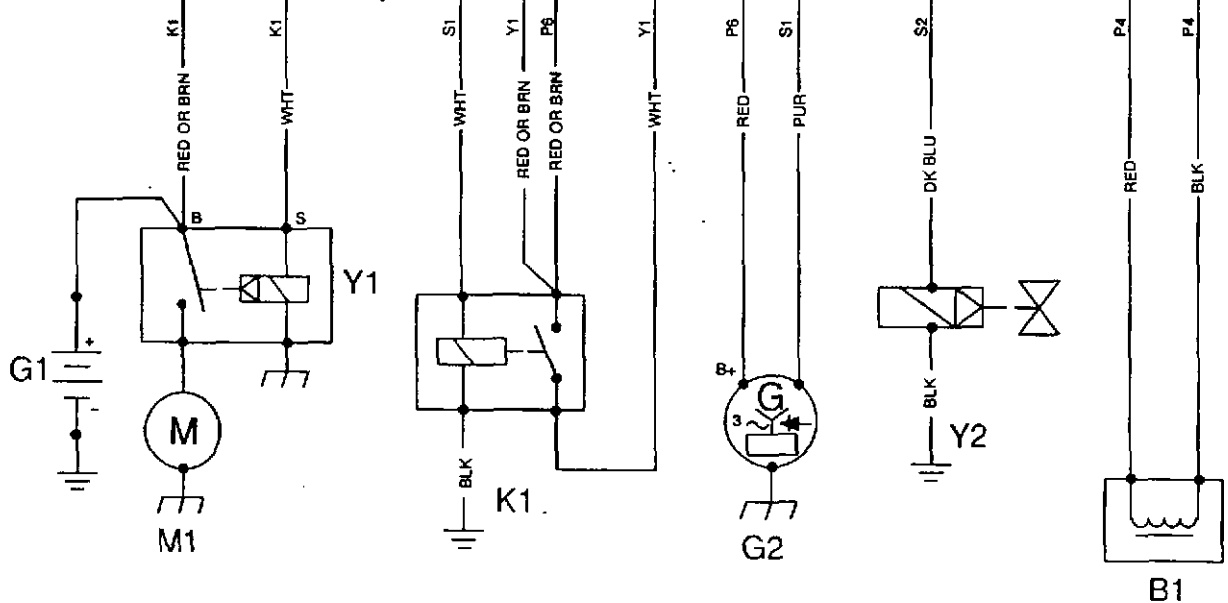 K1
K1
S1
Y1
P6
Y1
P6
S1
S2
P4
P4
RED OR BRN
WHT
WHT
RED OR BRN
RED OR BRN
WHT
RED
PUR
DK BLU
RED
BLK
B
S
Y1
+
G1
-
M
M1
BLK
K1
B+
G
3
G2
BLK
Y2
B1